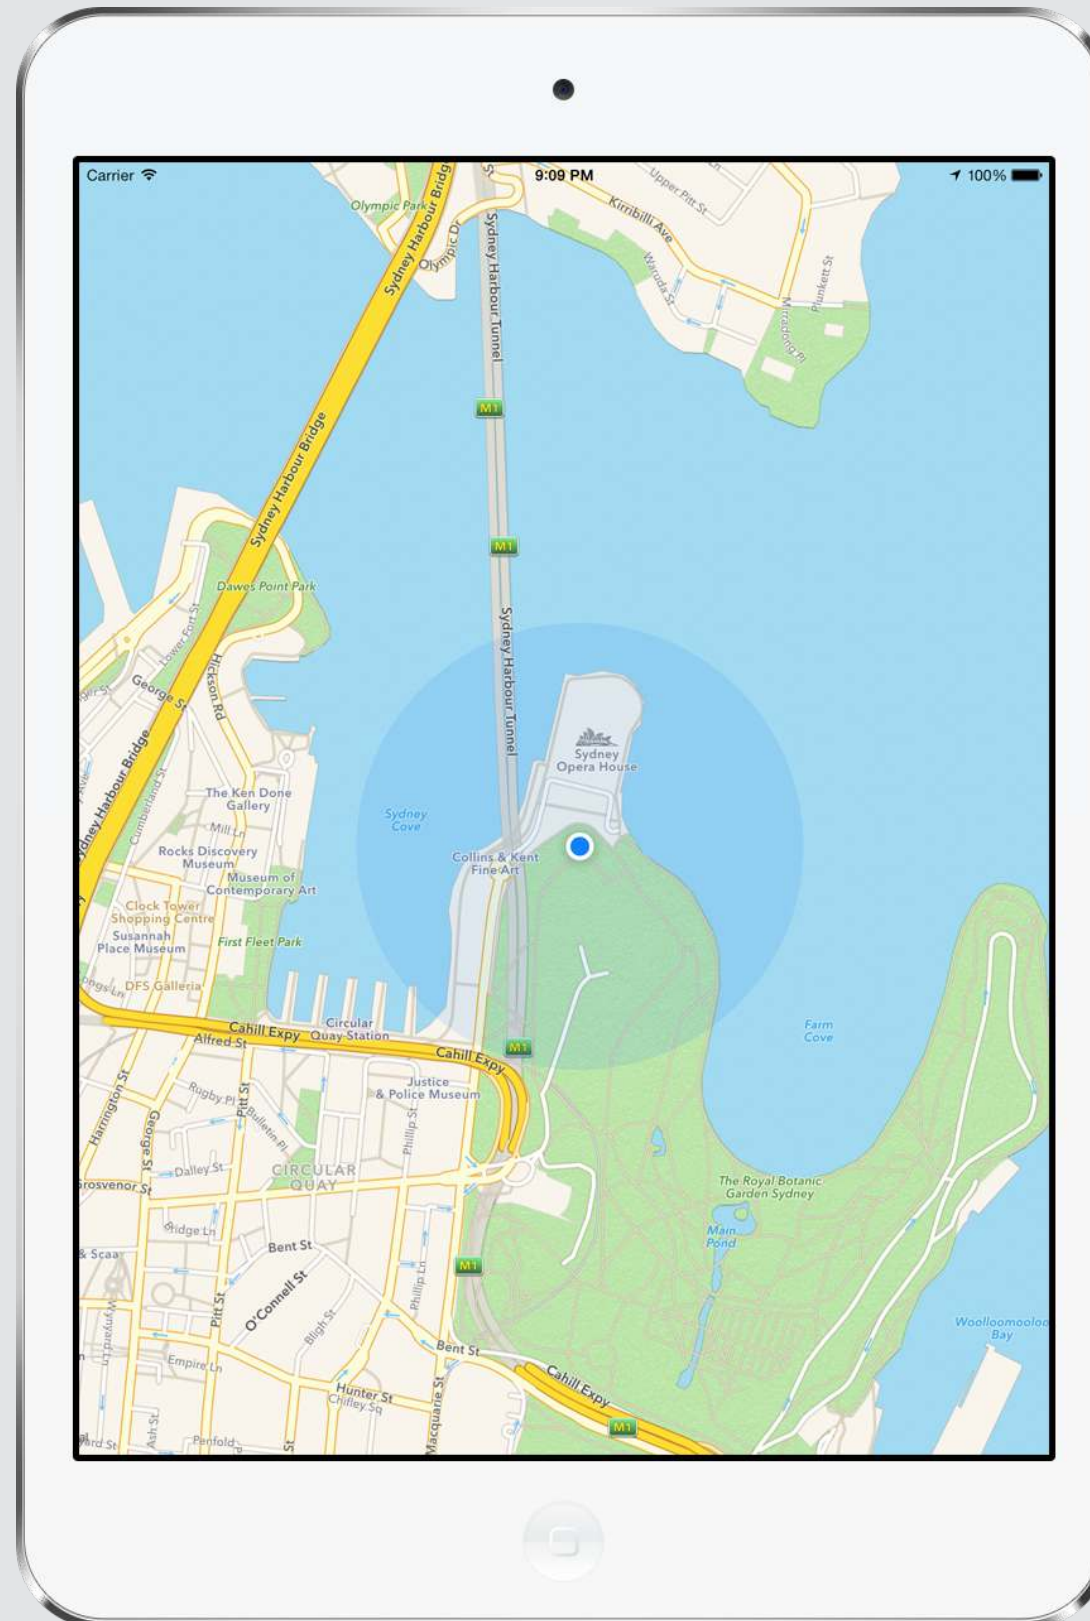 Carrier
9:09 PM
100%
Olympic Park
Sydney Harbour Bridge
Olympic Dr
St
Sydney Harbour Tunnel
Upper Pitt St
Ln
Kirribilli Ave
Waruda St
Mirradong Pl
Plunkett St
M1
Sydney Harbour Bridge
M1
Dawes Point Park
Lower Fort St
Hickson Rd
George St
Sydney Harbour Tunnel
Sydney Harbour Bridge
Cumberland St
Sydney
Opera House
The Ken Done
Gallery
Mill Ln
Sydney
Cove
Rocks Discovery
Museum
Collins & Kent
Fine Art
Museum of
Contemporary Art
Clock Tower
Shopping Centre
Susannah
Place Museum
First Fleet Park
DFS Galleria
Circular
Quay Station
Cahill Expy
Alfred St
Cahill Expy
M1
Farm
Cove
Justice
& Police Museum
Harrington St
George St
Rugby Pl
Pitt St
Bulletin Pl
Phillip St
Dalley St
CIRCULAR
QUAY
Grosvenor St
The Royal Botanic
Garden Sydney
Main
Pond
Bridge Ln
Bent St
& Scaa
M1
Phillip Ln
O'Connell St
Pitt St
Bligh St
Wynyard Ln
Woolloomooloo
Bay
Bent St
Empire Ln
Cahill Expy
Hunter St
Chifley Sq
Macquarie St
M1
Ash St
Penfold
St